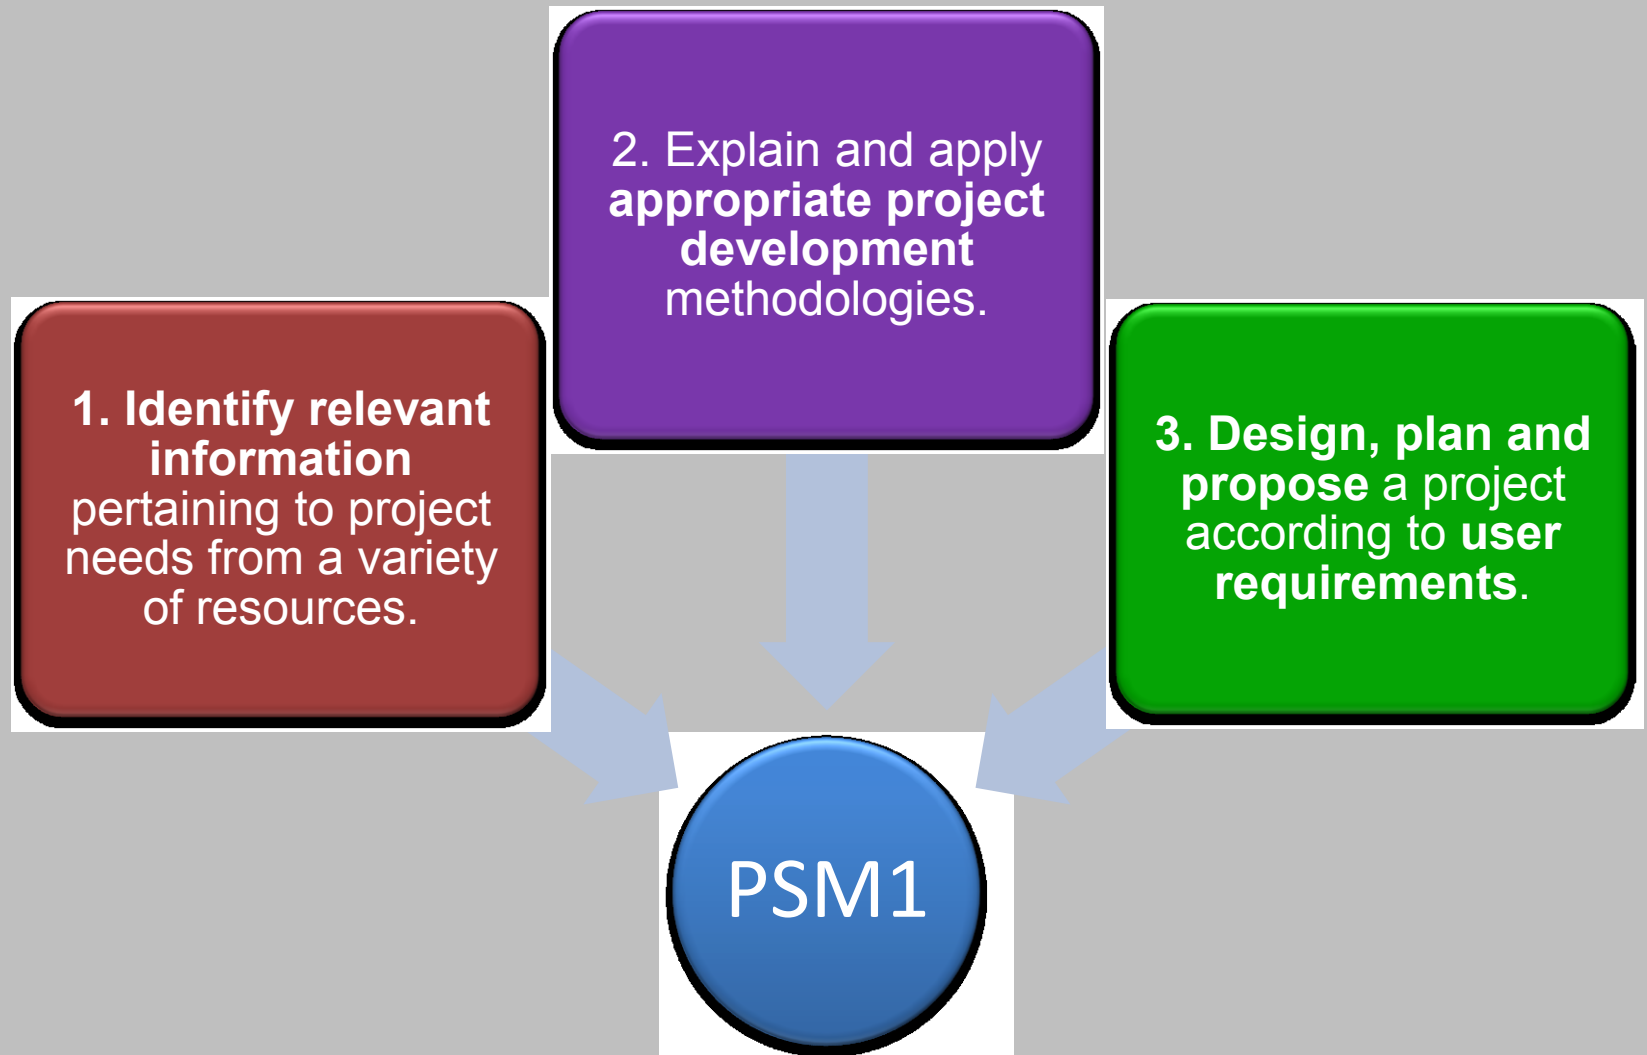 1. Identify relevant
information
pertaining to project
needs from a variety
of resources.
2. Explain and apply
appropriate project
development
methodologies.
3. Design, plan and
propose a project
according to user
requirements.
PSM1